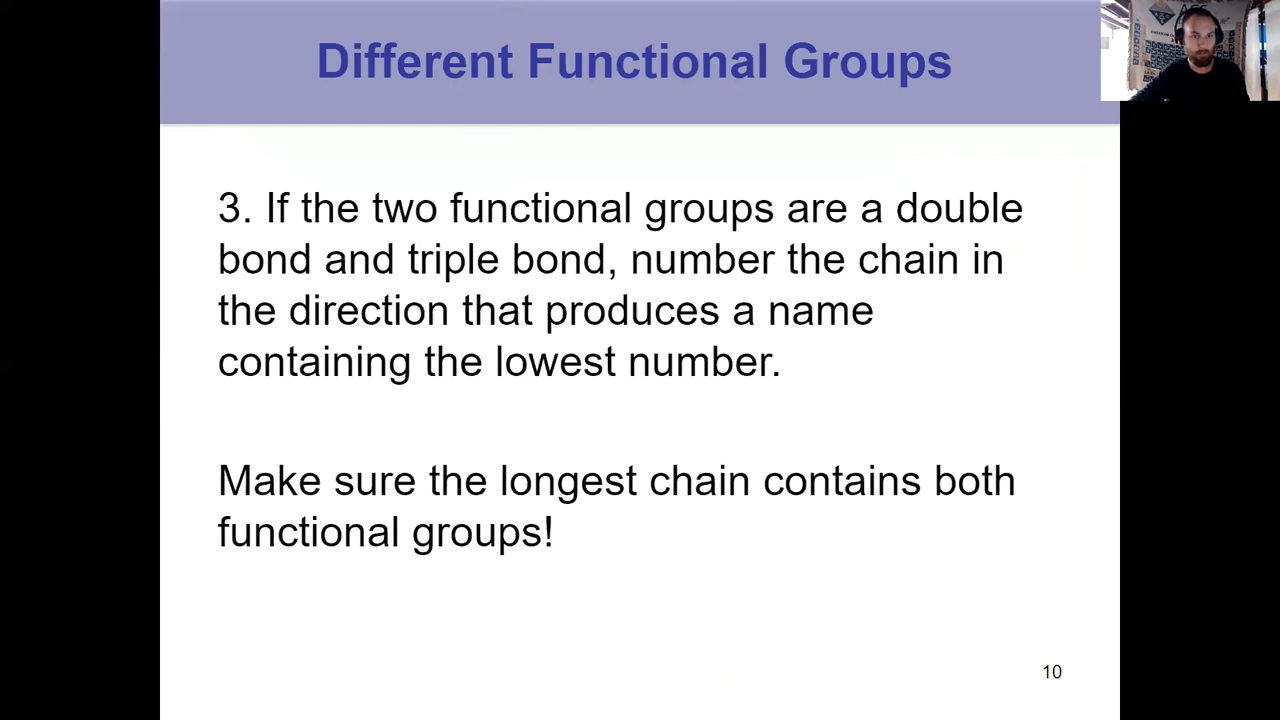 Different Functional Groups
3. If the two functional groups are a double
bond and triple bond, number the chain in
the direction that produces a name
containing the lowest number.
Make sure the longest chain contains both
functional groups!
10